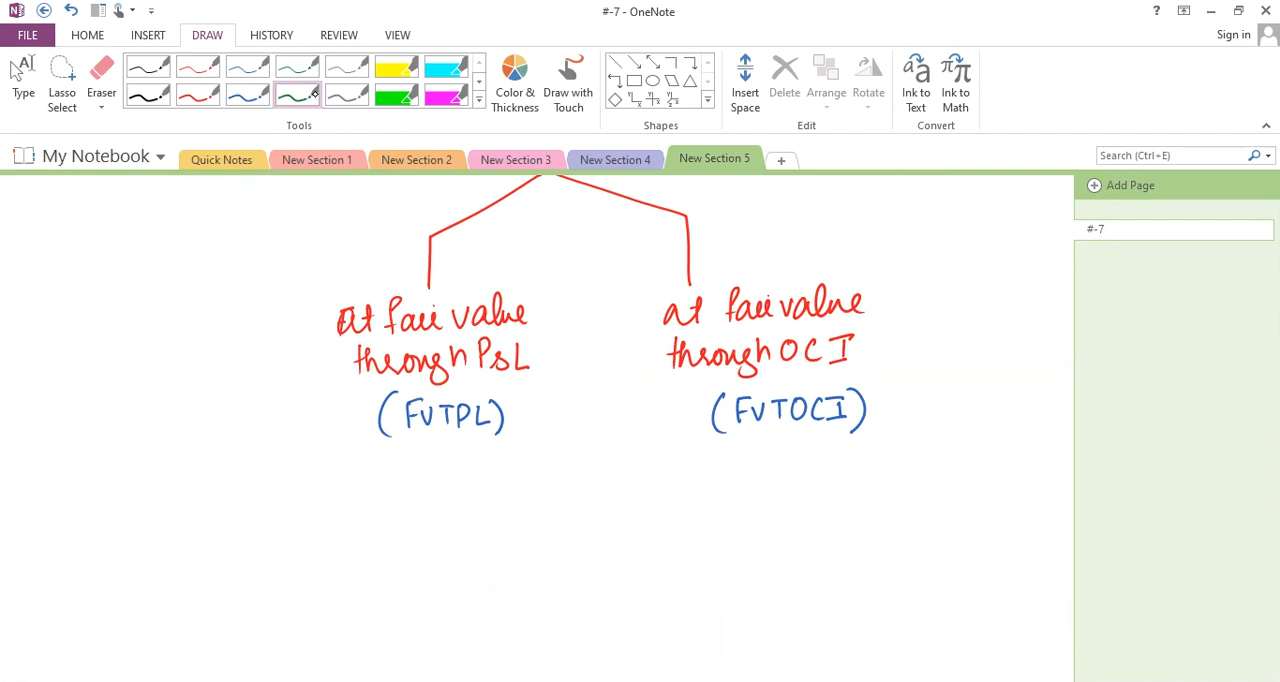 #-7 - OneNote
FILE HOME INSERT DRAW HISTORY REVIEW VIEW
Sign in
Type
Lasso Select
Eraser
Color & Thickness
Draw with Touch
Insert Space
Delete
Arrange
Rotate
Ink to Text
Ink to Math
Tools
Shapes
Edit
Convert
My Notebook
Quick Notes
New Section 1
New Section 2
New Section 3
New Section 4
New Section 5
Search (Ctrl+E)
Add Page
#-7
at fair value
through P&L
(FVTPL)
at fair value
through OCI
(FVTOCI)